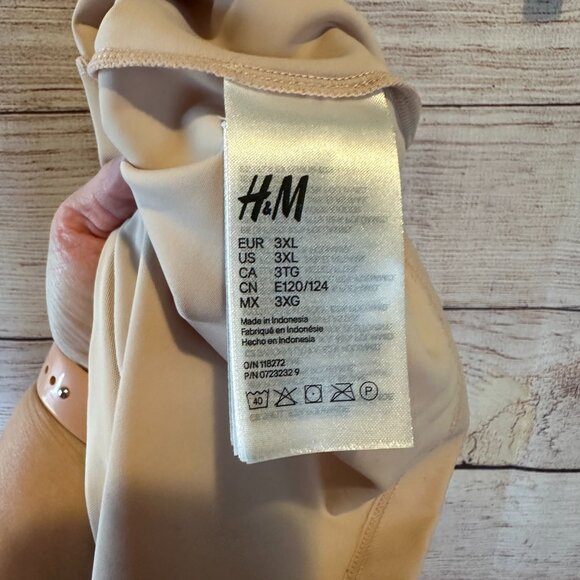 H&M
EUR 3XL
US 3XL
CA 3TG
CN E120/124
MX 3XG
Made in Indonesia
Fabriqué en Indonésie
Hecho en Indonesia
O/N 118272
P/N 0723232 9
40 P